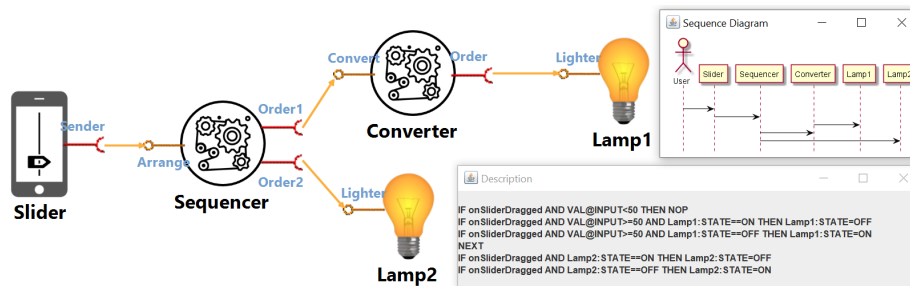 Sender
Slider
Arrange
Sequencer
Order1
Order2
Convert
Converter
Order
Lighter
Lamp1
Lighter
Lamp2
Sequence Diagram
User
Slider
Sequencer
Converter
Lamp1
Lamp2
Description
IF onSliderDragged AND VAL@INPUT<50 THEN NOP
IF onSliderDragged AND VAL@INPUT>=50 AND Lamp1:STATE==ON THEN Lamp1:STATE=OFF
IF onSliderDragged AND VAL@INPUT>=50 AND Lamp1:STATE==OFF THEN Lamp1:STATE=ON
NEXT
IF onSliderDragged AND Lamp2:STATE==ON THEN Lamp2:STATE=OFF
IF onSliderDragged AND Lamp2:STATE==OFF THEN Lamp2:STATE=ON